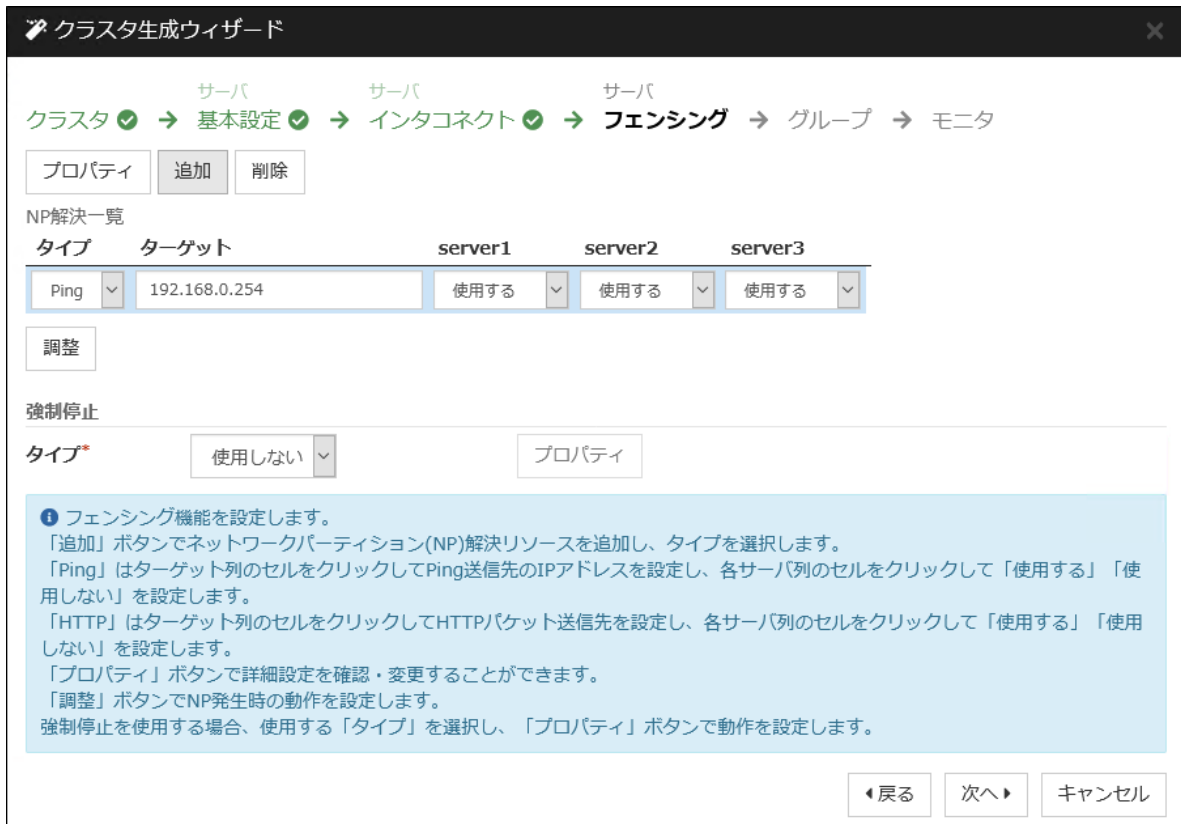 クラスタ生成ウィザード
サーバ サーバ サーバ
クラスタ → 基本設定 → インタコネクト → フェンシング → グループ → モニタ
プロパティ 追加 削除
NP解決一覧
タイプ ターゲット server1 server2 server3
Ping 192.168.0.254 使用する 使用する 使用する
調整
強制停止
タイプ* 使用しない プロパティ
フェンシング機能を設定します。
「追加」ボタンでネットワークパーティション(NP)解決リソースを追加し、タイプを選択します。
「Ping」はターゲット列のセルをクリックしてPing送信先のIPアドレスを設定し、各サーバ列のセルをクリックして「使用する」「使
用しない」を設定します。
「HTTP」はターゲット列のセルをクリックしてHTTPパケット送信先を設定し、各サーバ列のセルをクリックして「使用する」「使用
しない」を設定します。
「プロパティ」ボタンで詳細設定を確認・変更することができます。
「調整」ボタンでNP発生時の動作を設定します。
強制停止を使用する場合、使用する「タイプ」を選択し、「プロパティ」ボタンで動作を設定します。
戻る 次へ キャンセル